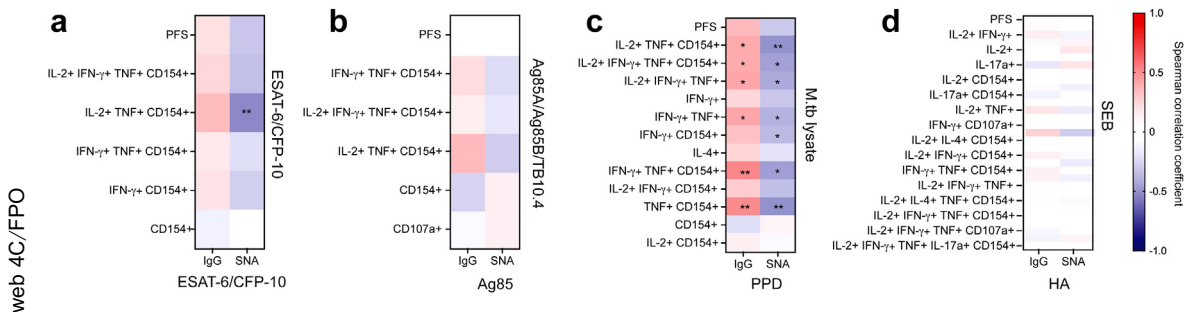 web 4C/FPO
a
PFS
IL-2+ IFN-γ+ TNF+ CD154+
IL-2+ TNF+ CD154+
IFN-γ+ TNF+ CD154+
IFN-γ+ CD154+
CD154+
**
IgG SNA
ESAT-6/CFP-10
ESAT-6/CFP-10
b
PFS
IFN-γ+ TNF+ CD154+
IL-2+ IFN-γ+ TNF+ CD154+
IL-2+ TNF+ CD154+
CD154+
CD107a+
IgG SNA
Ag85
Ag85A/Ag85B/TB10.4
c
PFS
IL-2+ TNF+ CD154+ * **
IL-2+ IFN-γ+ TNF+ CD154+ * *
IL-2+ IFN-γ+ TNF+ * *
IFN-γ+
IFN-γ+ TNF+ * *
IFN-γ+ CD154+ *
IL-4+
IFN-γ+ TNF+ CD154+ ** *
IL-2+ IFN-γ+ CD154+
TNF+ CD154+ ** **
CD154+
IL-2+ CD154+
IgG SNA
PPD
M.tb lysate
d
PFS
IL-2+ IFN-γ+
IL-2+
IL-17a+
IL-2+ CD154+
IL-17a+ CD154+
IL-2+ TNF+
IFN-γ+ CD107a+
IL-2+ IL-4+ CD154+
IL-2+ IFN-γ+ CD154+
IFN-γ+ TNF+ CD154+
IL-2+ IFN-γ+ TNF+
IL-2+ IL-4+ TNF+ CD154+
IL-2+ IFN-γ+ TNF+ CD154+
IL-2+ IFN-γ+ TNF+ CD107a+
IL-2+ IFN-γ+ TNF+ IL-17a+ CD154+
IgG SNA
HA
SEB
1.0
0.5
0
-0.5
-1.0
Spearman correlation coefficient